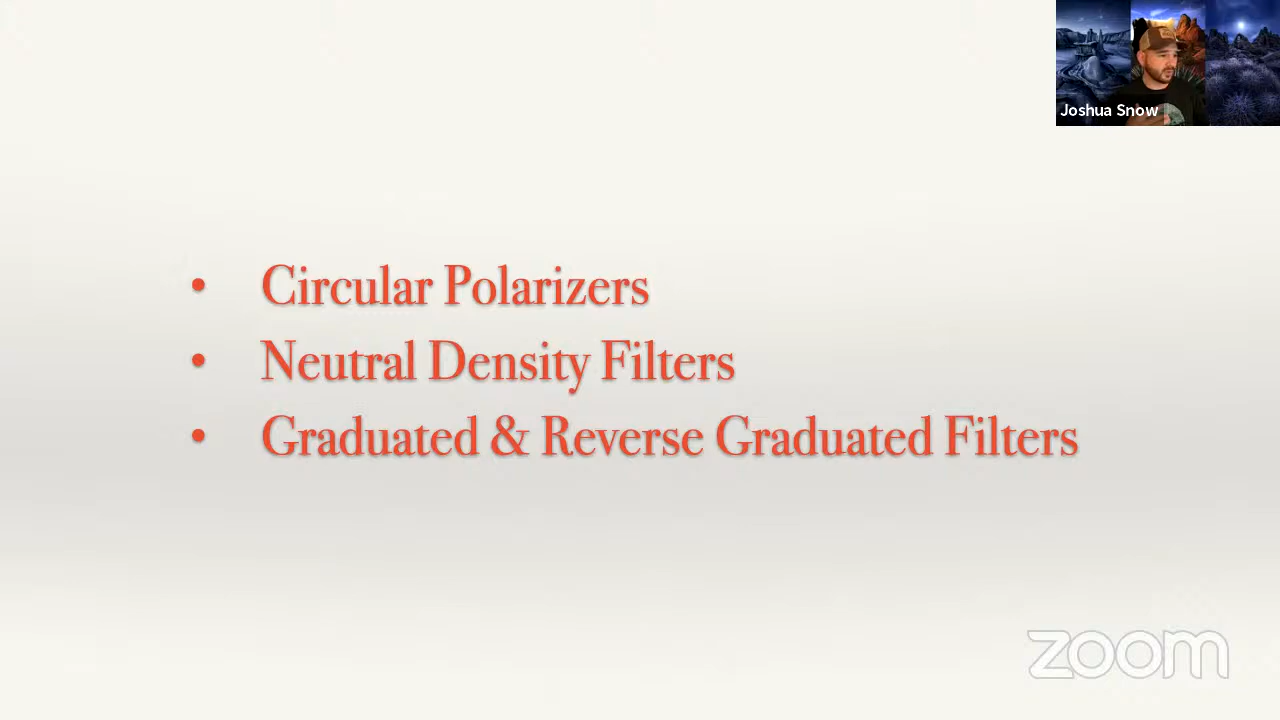 Joshua Snow
• Circular Polarizers
• Neutral Density Filters
• Graduated & Reverse Graduated Filters
zoom